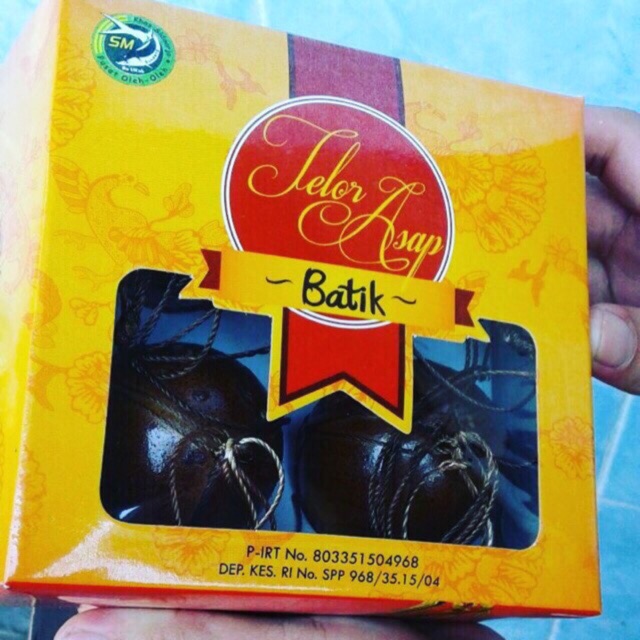 SM
Telor
Asap
~ Batik ~
P-IRT No. 803351504968
DEP. KES. RI No. SPP 968/35.15/04